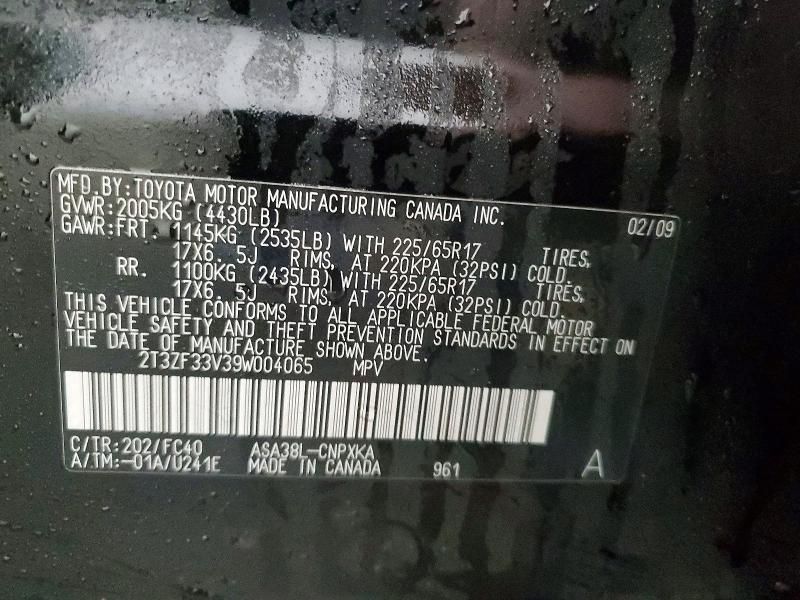 MFD.BY:TOYOTA MOTOR MANUFACTURING CANADA INC. 02/09
GVWR:2005KG (4430LB)
GAWR:FRT. 1145KG (2535LB) WITH 225/65R17 TIRES,
17X6.5J RIMS, AT 220KPA (32PSI) COLD.
RR. 1100KG (2435LB) WITH 225/65R17 TIRES,
17X6.5J RIMS, AT 220KPA (32PSI) COLD.
THIS VEHICLE CONFORMS TO ALL APPLICABLE FEDERAL MOTOR
VEHICLE SAFETY AND THEFT PREVENTION STANDARDS IN EFFECT ON
THE DATE OF MANUFACTURE SHOWN ABOVE.
2T3ZF33V39W004065 MPV
C/TR:202/FC40 ASA38L-CNPXKA
A/TM:-01A/U241E MADE IN CANADA 961 A